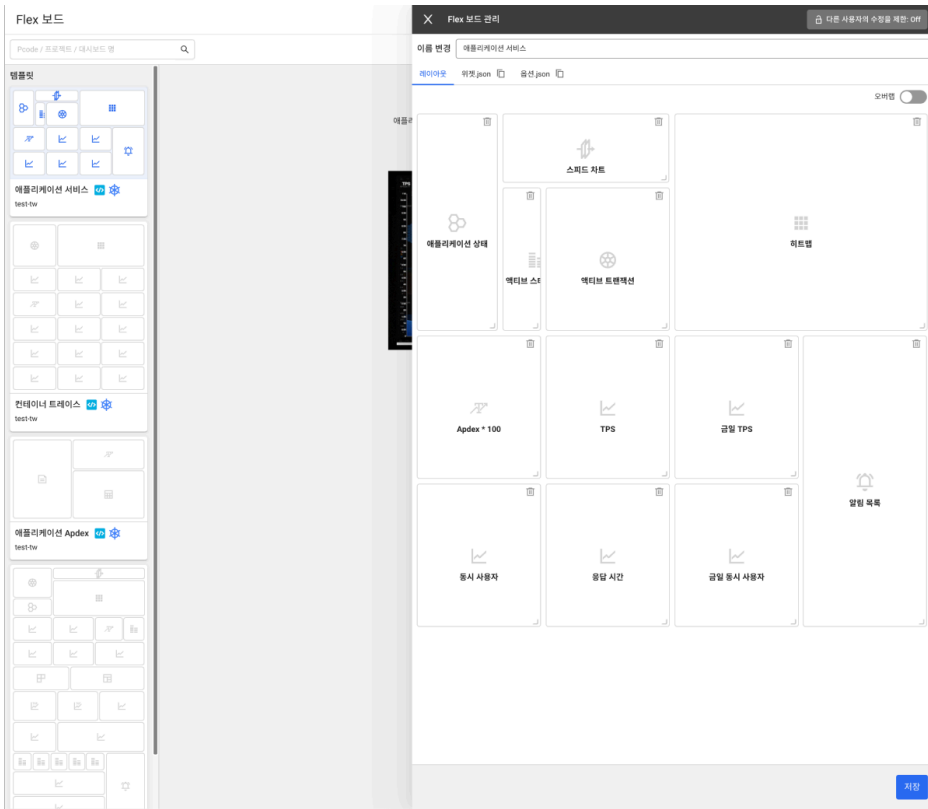 Flex 보드
Pcode / 프로젝트 / 대시보드 명
템플릿
애플리케이션 서비스
test-tw
컨테이너 트레이스
test-tw
애플리케이션 Apdex
test-tw
TPS
Flex 보드 관리
다른 사용자의 수정을 제한: Off
이름 변경
애플리케이션 서비스
레이아웃 위젯.json 옵션.json
오버랩
스피드 차트
애플리케이션 상태
액티브 트랜잭션
히트맵
Apdex * 100
TPS
금일 TPS
알림 목록
동시 사용자
응답 시간
금일 동시 사용자
저장